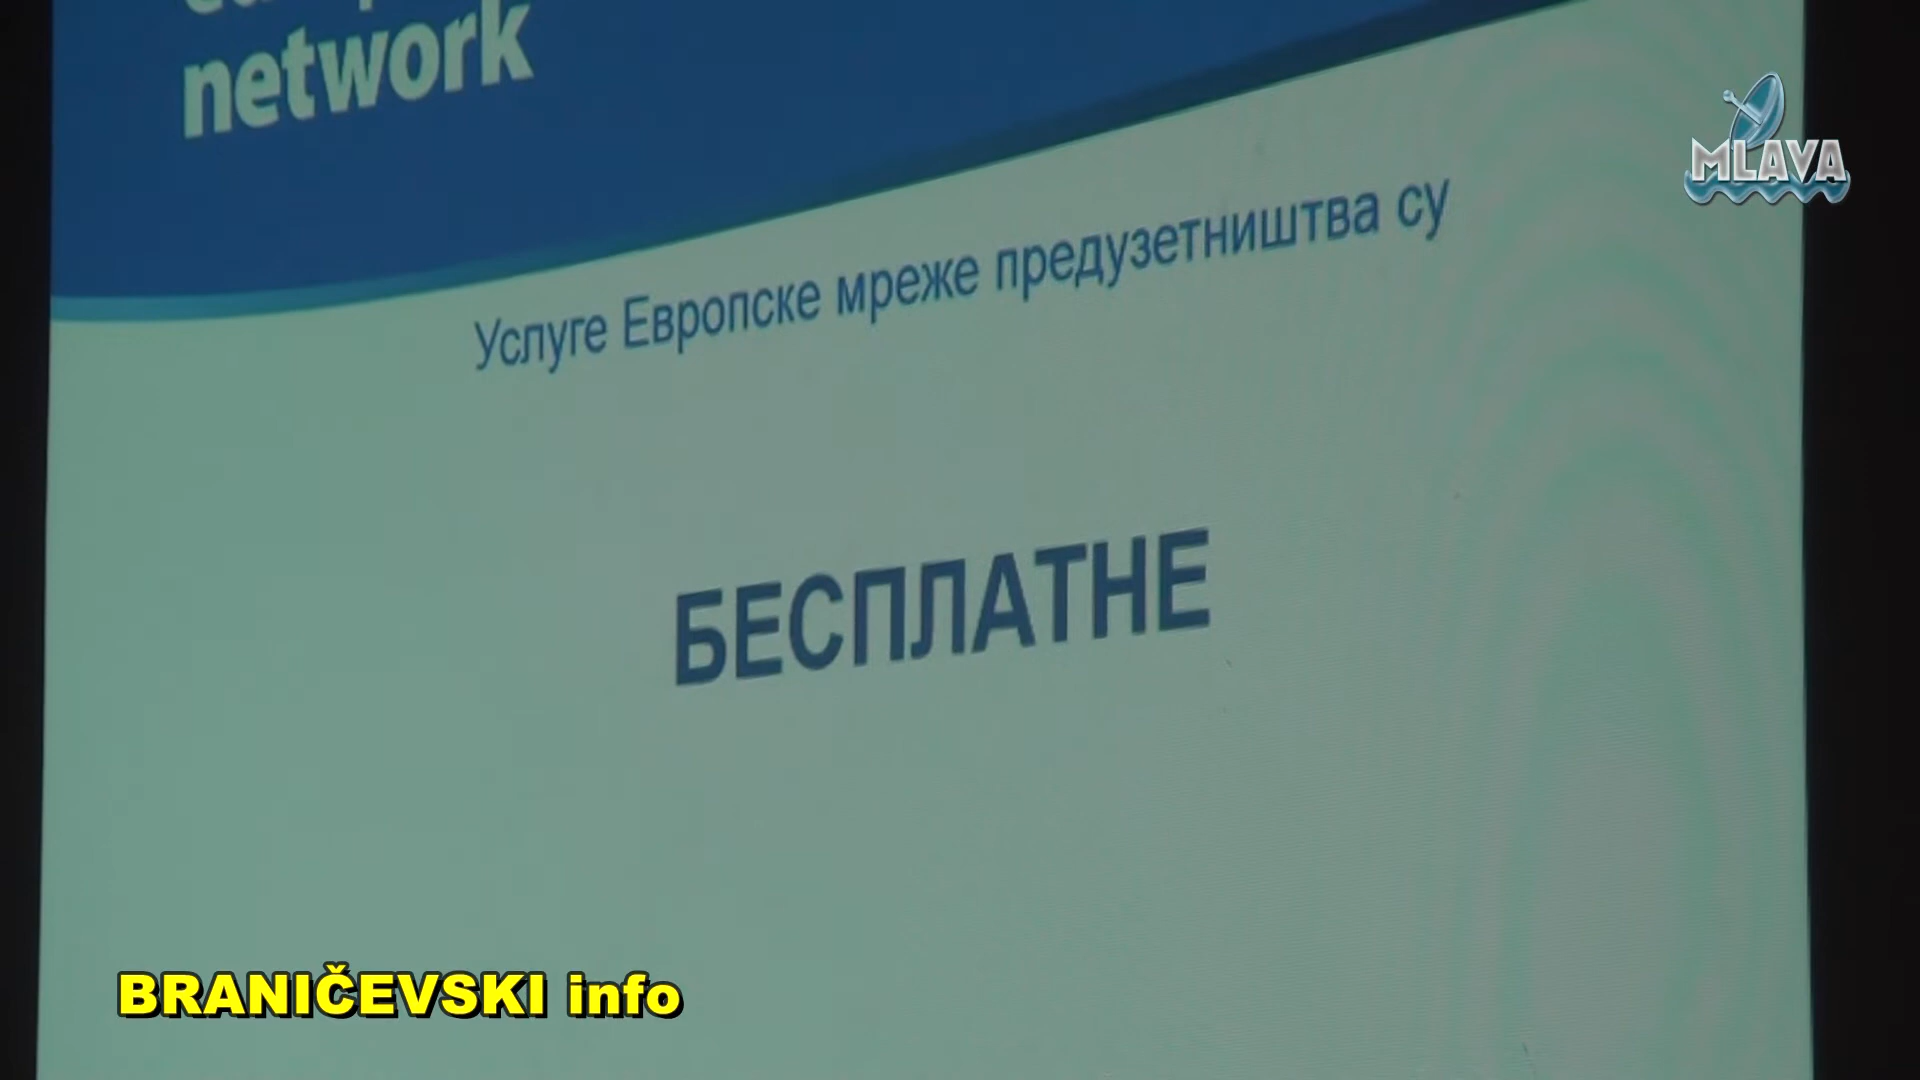 network
MLAVA
Услуге Европске мреже предузетништва су
БЕСПЛАТНЕ
BRANIČEVSKI info